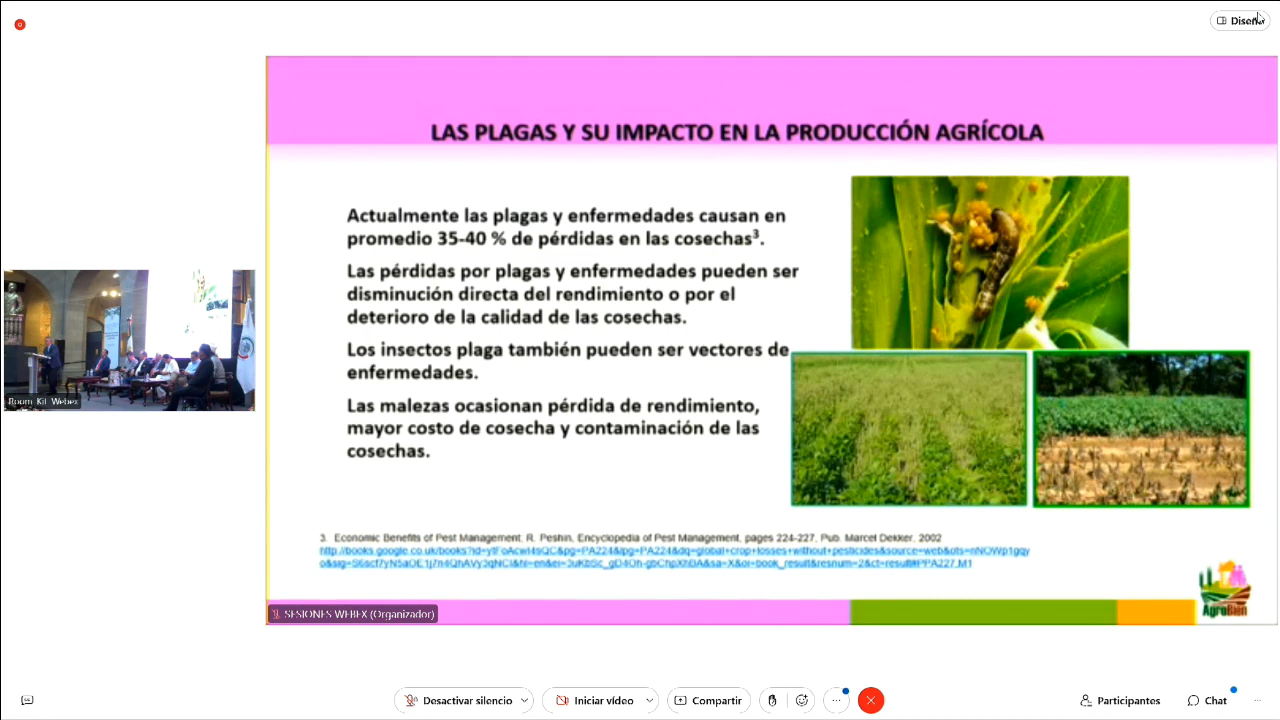 Diseño
LAS PLAGAS Y SU IMPACTO EN LA PRODUCCIÓN AGRÍCOLA
Actualmente las plagas y enfermedades causan en
promedio 35-40 % de pérdidas en las cosechas³.
Las pérdidas por plagas y enfermedades pueden ser
disminución directa del rendimiento o por el
deterioro de la calidad de las cosechas.
Los insectos plaga también pueden ser vectores de
enfermedades.
Las malezas ocasionan pérdida de rendimiento,
mayor costo de cosecha y contaminación de las
cosechas.
Room Kit Webex
3. Economic Benefits of Pest Management, R. Peshin, Encyclopedia of Pest Management, pages 224-227, Pub. Marcel Dekker, 2002
AgroBien
SESIONES WEBEX (Organizador)
Desactivar silencio
Iniciar vídeo
Compartir
Participantes
Chat